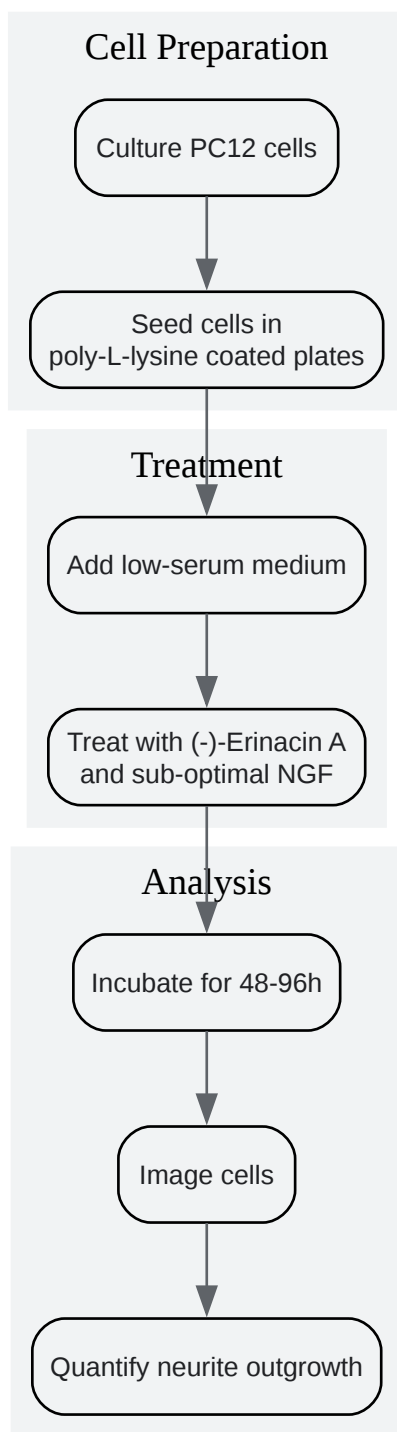 Cell Preparation
Culture PC12 cells
Seed cells in
poly-L-lysine coated plates
Treatment
Add low-serum medium
Treat with (-)-Erinacin A
and sub-optimal NGF
Analysis
Incubate for 48-96h
Image cells
Quantify neurite outgrowth